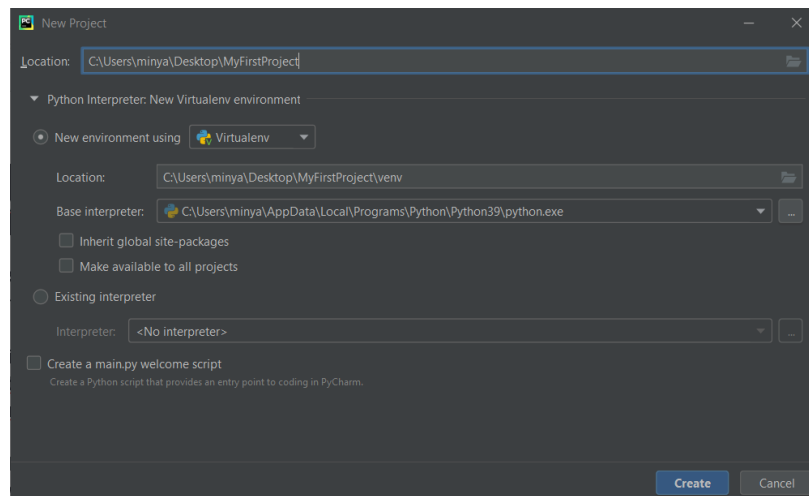 PC New Project
Location: C:\Users\minya\Desktop\MyFirstProject
Python Interpreter: New Virtualenv environment
New environment using Virtualenv
Location: C:\Users\minya\Desktop\MyFirstProject\venv
Base interpreter: C:\Users\minya\AppData\Local\Programs\Python\Python39\python.exe ...
Inherit global site-packages
Make available to all projects
Existing interpreter
Interpreter: <No interpreter> ...
Create a main.py welcome script
Create a Python script that provides an entry point to coding in PyCharm.
Create Cancel